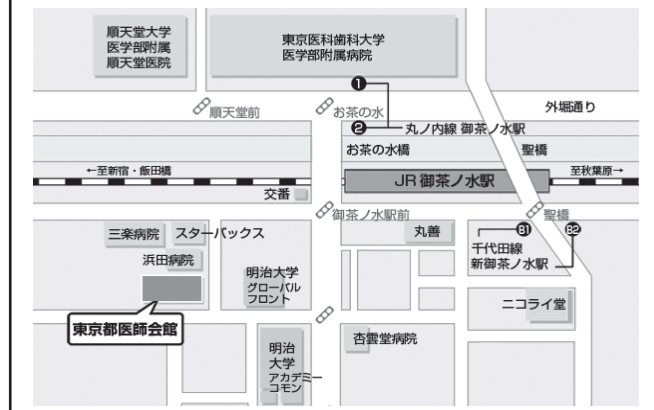 順天堂大学
医学部附属
順天堂医院
東京医科歯科大学
医学部附属病院
1
順天堂前
お茶の水
外堀通り
2
丸ノ内線 御茶ノ水駅
お茶の水橋
聖橋
←至新宿・飯田橋
JR 御茶ノ水駅
至秋葉原→
交番
御茶ノ水駅前
聖橋
三楽病院
スターバックス
丸善
B1
B2
千代田線
新御茶ノ水駅
浜田病院
明治大学
グローバル
フロント
ニコライ堂
東京都医師会館
杏雲堂病院
明治
大学
アカデミー
コモン